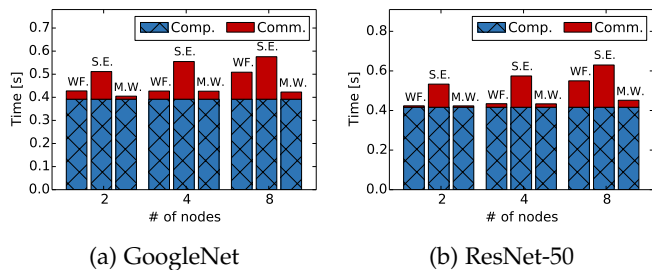 Comp. Comm.
0.7
0.6
0.5
0.4
0.3
0.2
0.1
0.0
Time [s]
WF. S.E. M.W.
WF. S.E. M.W.
WF. S.E. M.W.
2 4 8
# of nodes
(a) GoogleNet
Comp. Comm.
0.8
0.6
0.4
0.2
0.0
Time [s]
WF. S.E. M.W.
WF. S.E. M.W.
WF. S.E. M.W.
2 4 8
# of nodes
(b) ResNet-50